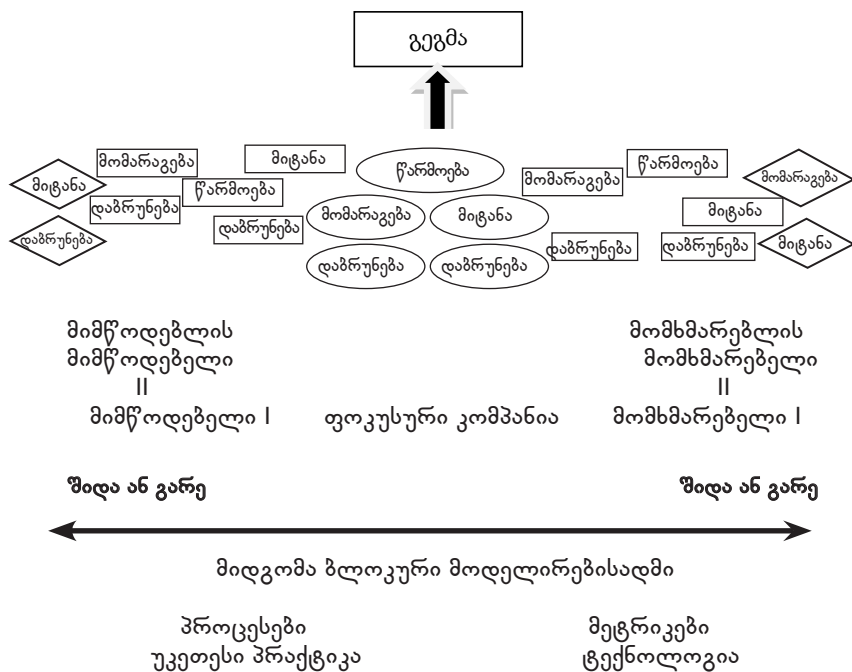 გეგმა
მომარაგება
მიტანა
წარმოება
წარმოება
მომარაგება
მიტანა
წარმოება
მომარაგება
მომარაგება
დაბრუნება
მომარაგება
მიტანა
მიტანა
დაბრუნება
დაბრუნება
დაბრუნება
დაბრუნება
მიტანა
დაბრუნება
დაბრუნება
დაბრუნება
მიმწოდებლის
მიმწოდებელი
II
მიმწოდებელი I
ფოკუსური კომპანია
მომხმარებლის
მომხმარებელი
II
მომხმარებელი I
შიდა ან გარე
შიდა ან გარე
მიდგომა ბლოკური მოდელირებისადმი
პროცესები
უკეთესი პრაქტიკა
მეტრიკები
ტექნოლოგია